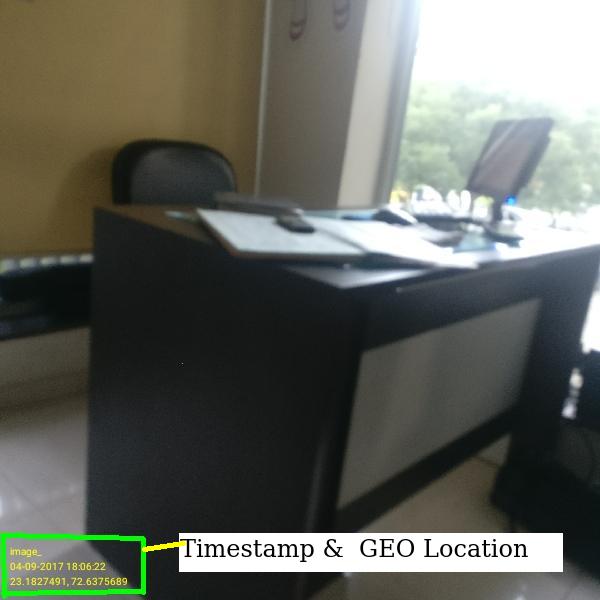 image_
04-09-2017 18:06:22
23.1827491, 72.6375689
Timestamp &  GEO Location